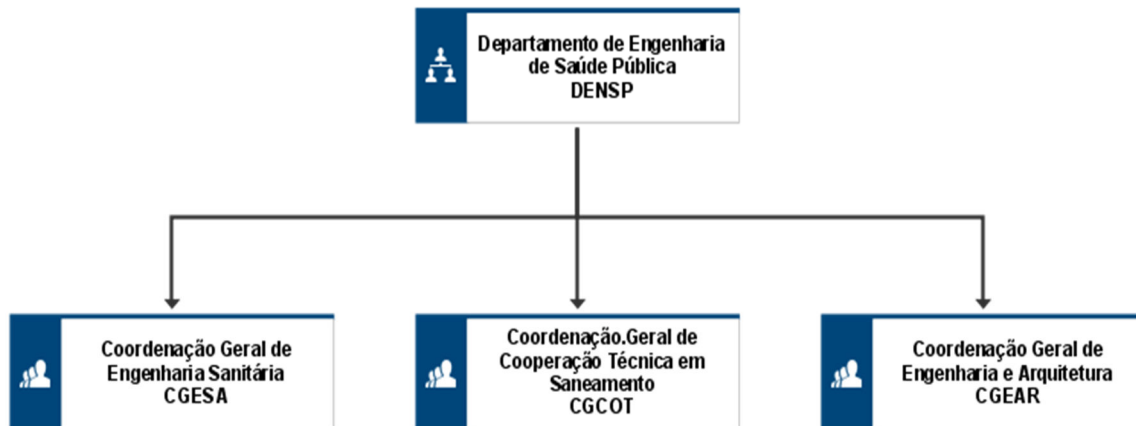 Departamento de Engenharia
de Saúde Pública
DENSP
Coordenação Geral de
Engenharia Sanitária
CGESA
Coordenação.Geral de
Cooperação Técnica em
Saneamento
CGCOT
Coordenação Geral de
Engenharia e Arquitetura
CGEAR